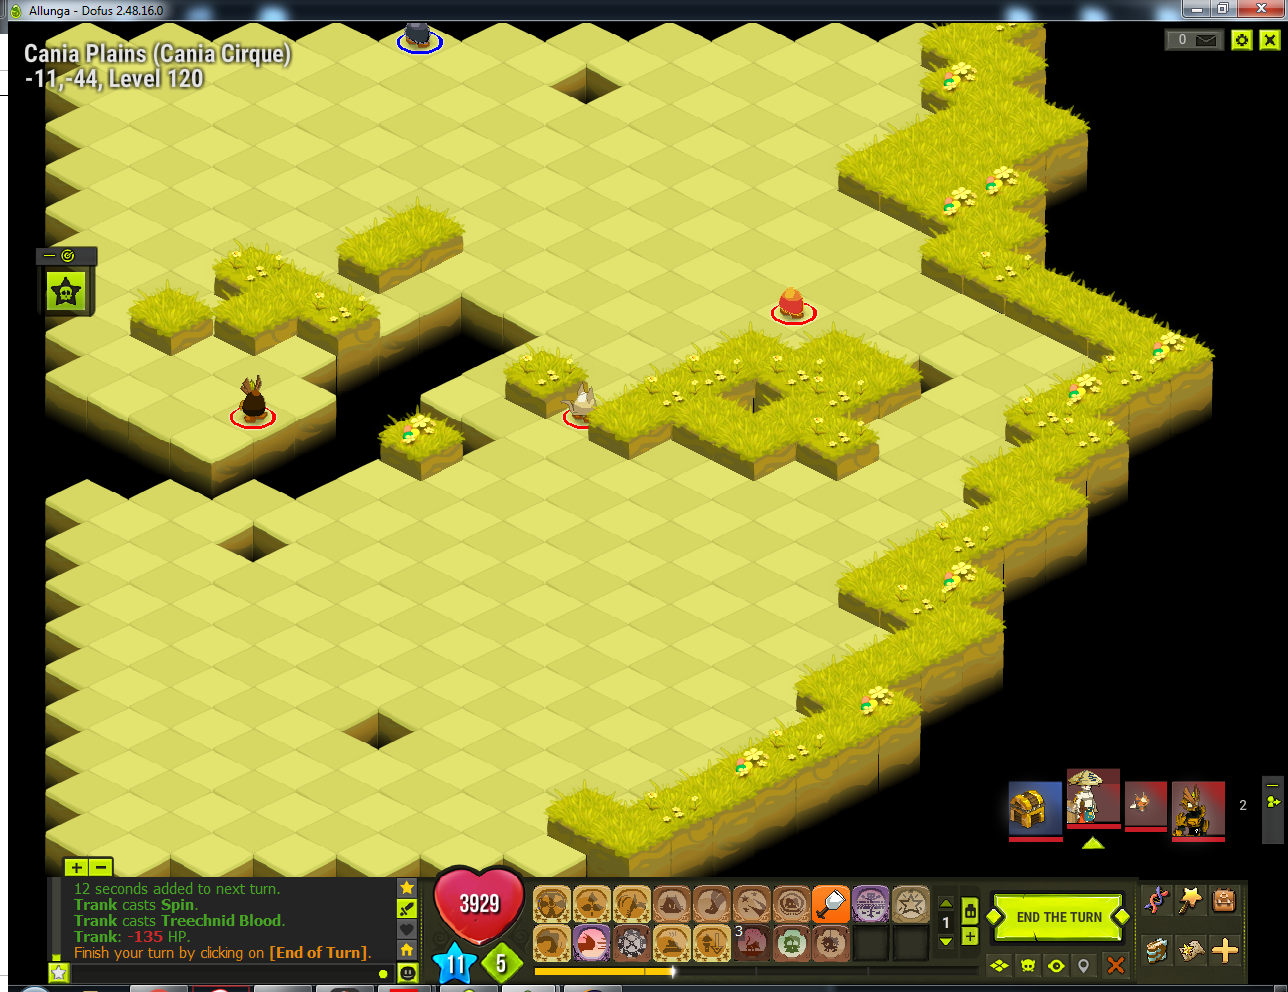 Allunga - Dofus 2.48.16.0
Cania Plains (Cania Cirque)
-11,-44, Level 120
0
2
12 seconds added to next turn.
Trank casts Spin.
Trank casts Treechnid Blood.
Trank: -135 HP.
Finish your turn by clicking on [End of Turn].
3929
11
5
3
1
END THE TURN